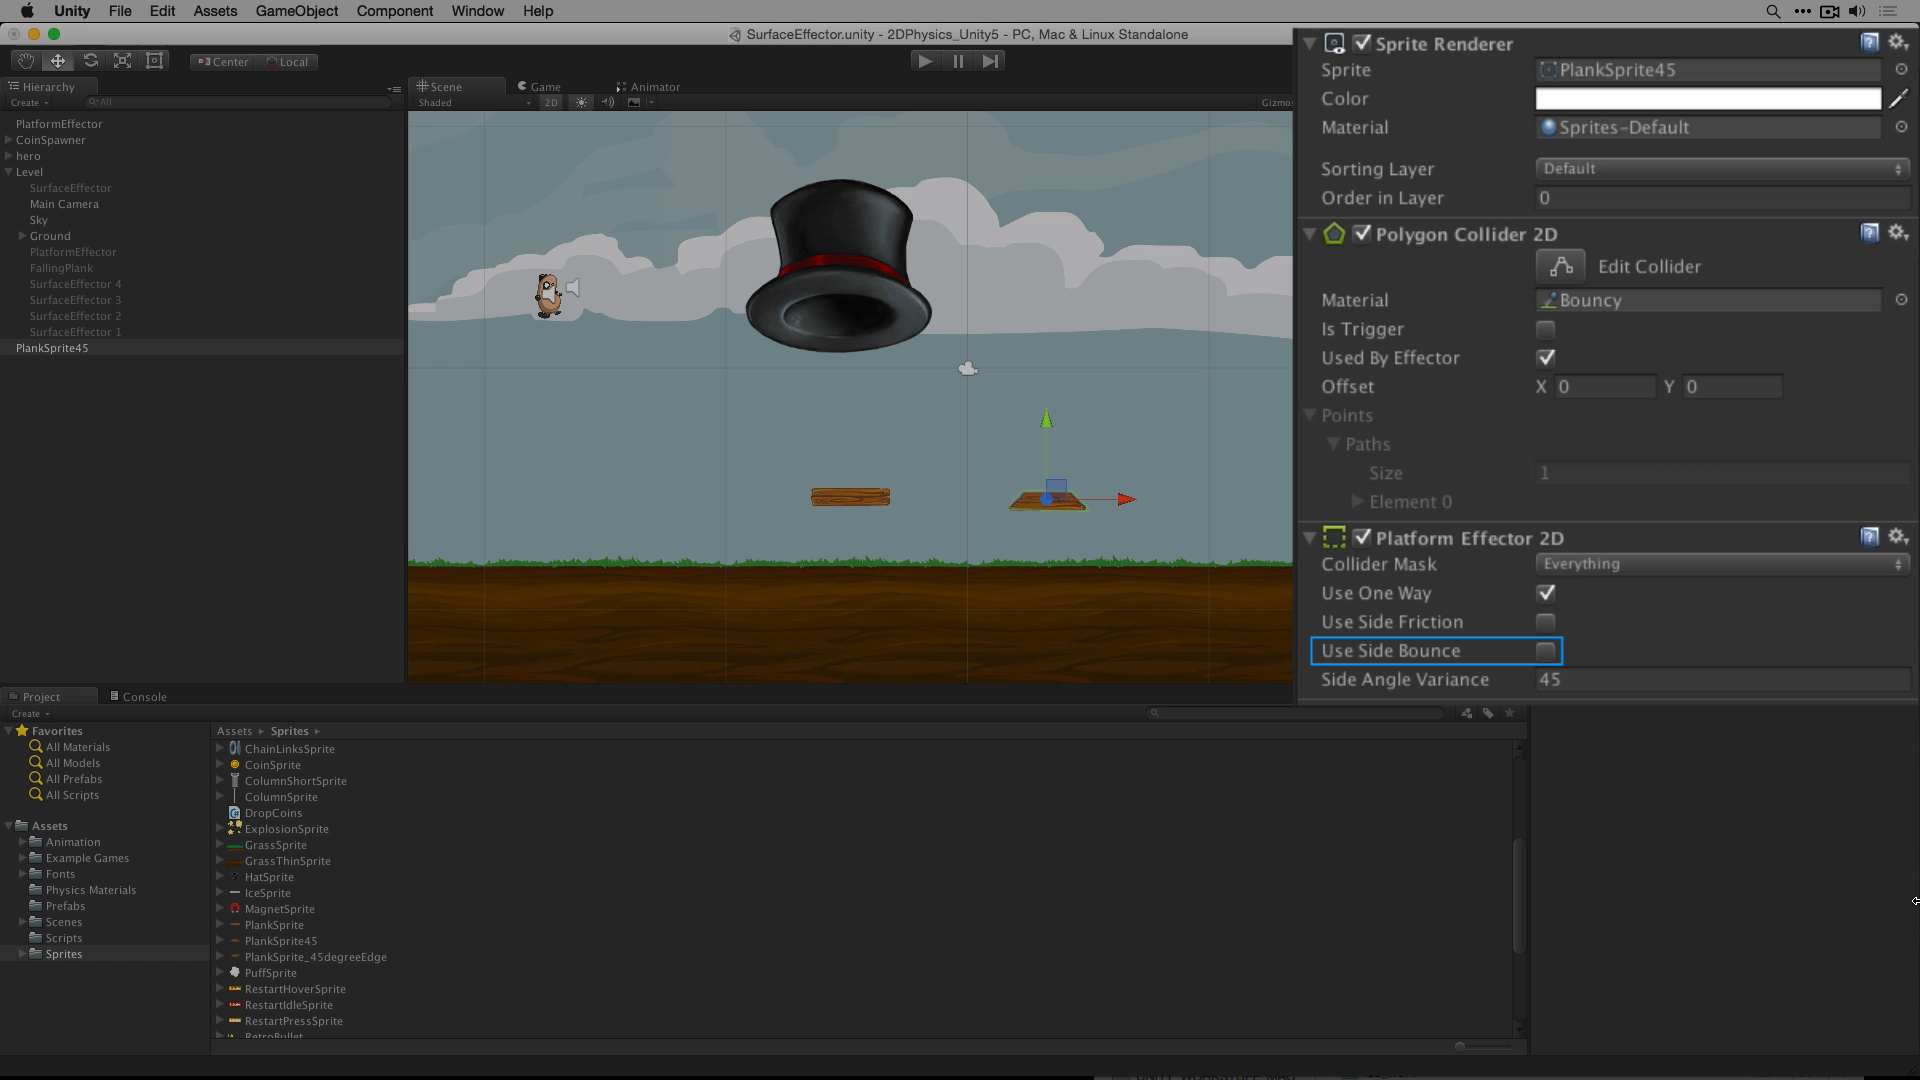 Unity File Edit Assets GameObject Component Window Help
SurfaceEffector.unity - 2DPhysics_Unity5 - PC, Mac & Linux Standalone
Center Local
Hierarchy
Create All
PlatformEffector
CoinSpawner
hero
Level
SurfaceEffector
Main Camera
Sky
Ground
PlatformEffector
FallingPlank
SurfaceEffector 4
SurfaceEffector 3
SurfaceEffector 2
SurfaceEffector 1
PlankSprite45
Scene Game Animator
Shaded 2D Gizmos
Sprite Renderer
Sprite PlankSprite45
Color
Material Sprites-Default
Sorting Layer Default
Order in Layer 0
Polygon Collider 2D
Edit Collider
Material Bouncy
Is Trigger
Used By Effector
Offset X 0 Y 0
Points
Paths
Size 1
Element 0
Platform Effector 2D
Collider Mask Everything
Use One Way
Use Side Friction
Use Side Bounce
Side Angle Variance 45
Project Console
Create
Favorites
All Materials
All Models
All Prefabs
All Scripts
Assets
Animation
Example Games
Fonts
Physics Materials
Prefabs
Scenes
Scripts
Sprites
Assets Sprites
ChainLinksSprite
CoinSprite
ColumnShortSprite
ColumnSprite
DropCoins
ExplosionSprite
GrassSprite
GrassThinSprite
HatSprite
IceSprite
MagnetSprite
PlankSprite
PlankSprite45
PlankSprite_45degreeEdge
PuffSprite
RestartHoverSprite
RestartIdleSprite
RestartPressSprite
RetroBullet